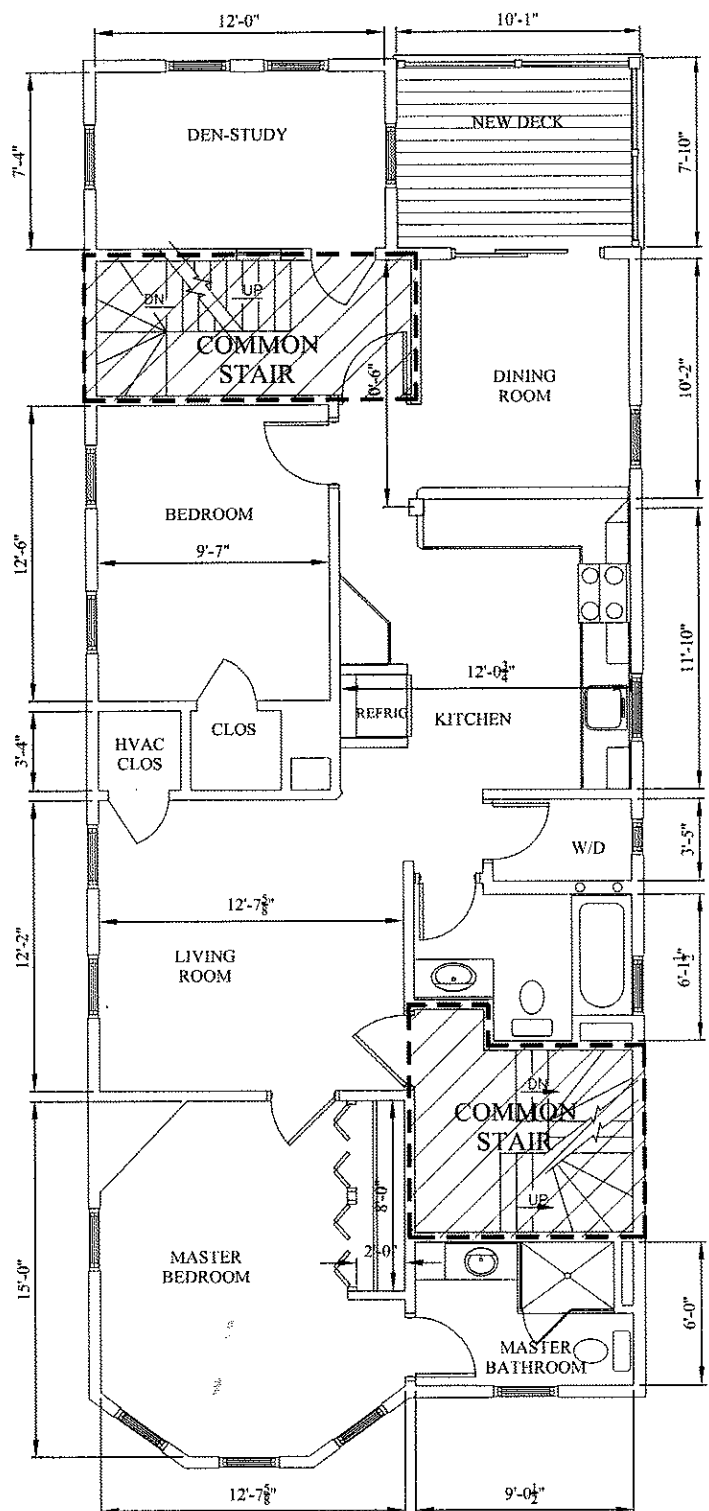 12'-0"
10'-1"
7'-4"
DEN-STUDY
NEW DECK
7'-10"
DN
UP
COMMON
STAIR
DINING
ROOM
10'-2"
12'-6"
BEDROOM
9'-7"
11'-10"
12'-0¾"
REFRIG
KITCHEN
3'-4"
HVAC
CLOS
CLOS
W/D
3'-5"
12'-2"
12'-7⅝"
LIVING
ROOM
6'-1½"
DN
COMMON
STAIR
UP
15'-0"
8'-0"
2'-0"
MASTER
BEDROOM
MASTER
BATHROOM
6'-0"
12'-7⅝"
9'-0½"